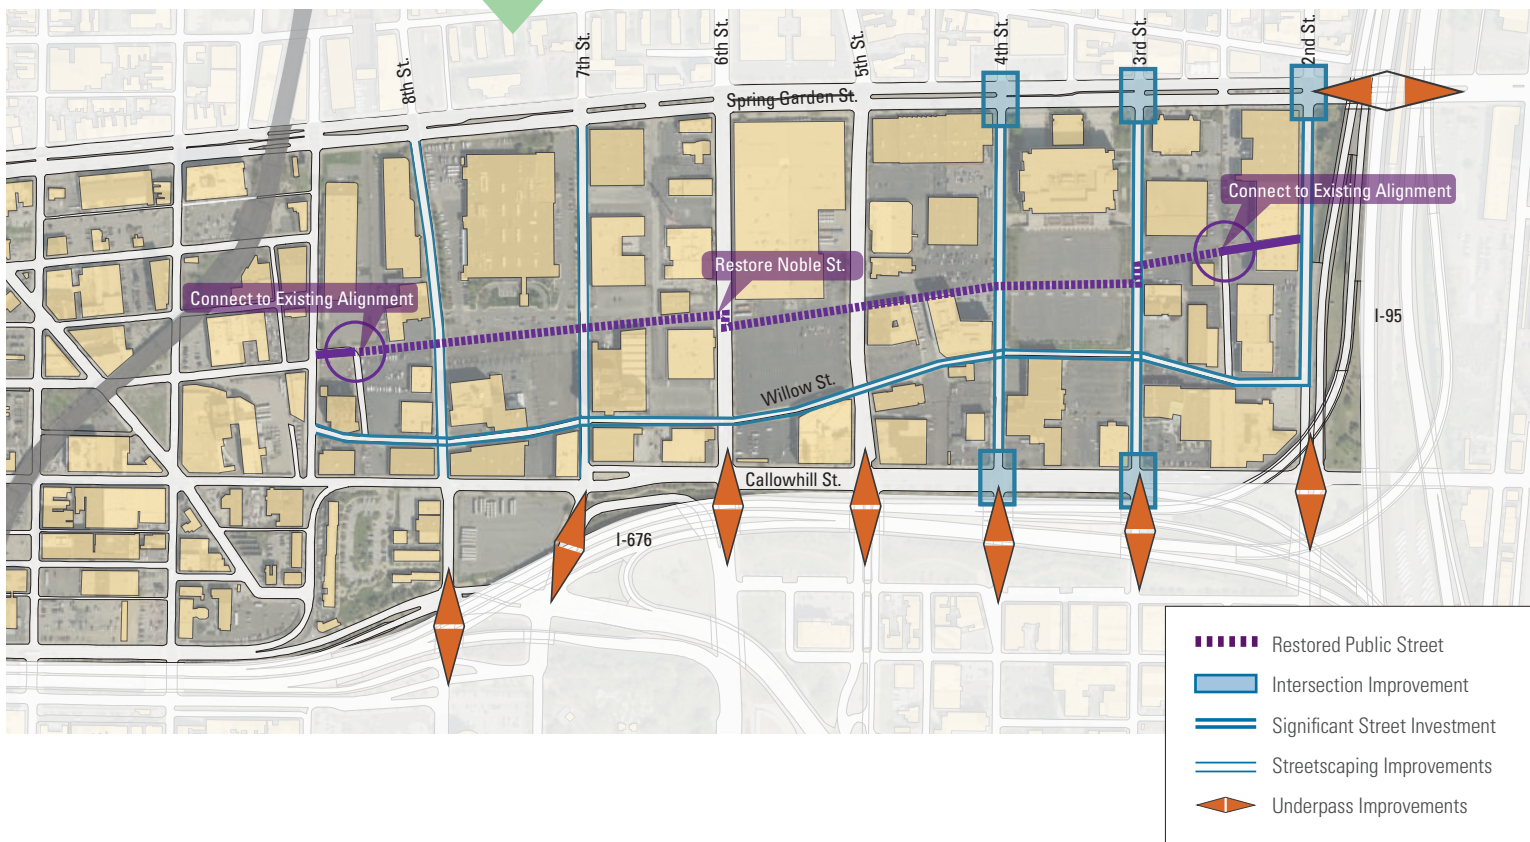 8th St.
7th St.
6th St.
5th St.
4th St.
3rd St.
2nd St.
Spring Garden St.
Connect to Existing Alignment
Restore Noble St.
Connect to Existing Alignment
I-95
Willow St.
Callowhill St.
I-676
Restored Public Street
Intersection Improvement
Significant Street Investment
Streetscaping Improvements
Underpass Improvements